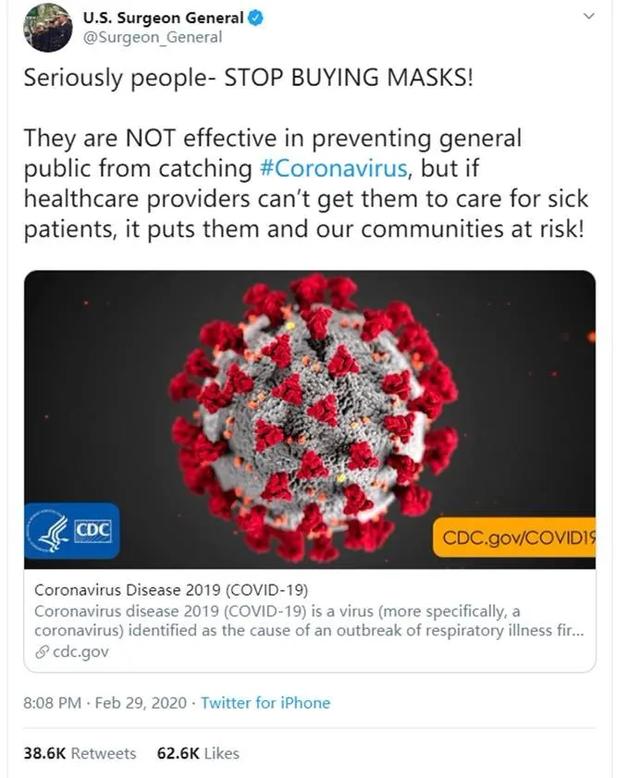 U.S. Surgeon General
@Surgeon_General
Seriously people- STOP BUYING MASKS!
They are NOT effective in preventing general
public from catching #Coronavirus, but if
healthcare providers can't get them to care for sick
patients, it puts them and our communities at risk!
CDC
CDC.gov/COVID19
Coronavirus Disease 2019 (COVID-19)
Coronavirus disease 2019 (COVID-19) is a virus (more specifically, a
coronavirus) identified as the cause of an outbreak of respiratory illness fir...
cdc.gov
8:08 PM · Feb 29, 2020 · Twitter for iPhone
38.6K Retweets 62.6K Likes